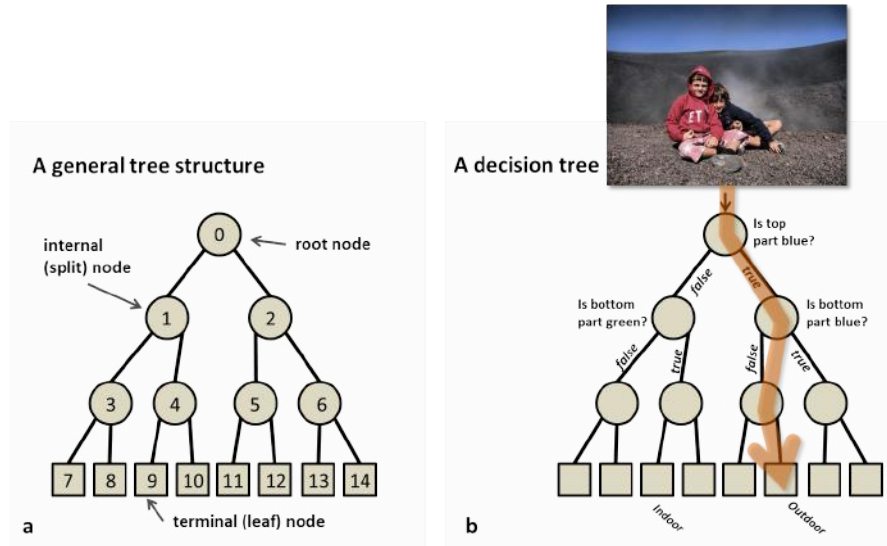 A general tree structure
0
root node
internal
(split) node
1
2
3
4
5
6
7
8
9
10
11
12
13
14
terminal (leaf) node
a
A decision tree
ET
Is top
part blue?
false
true
Is bottom
part green?
Is bottom
part blue?
false
true
false
true
Indoor
Outdoor
b